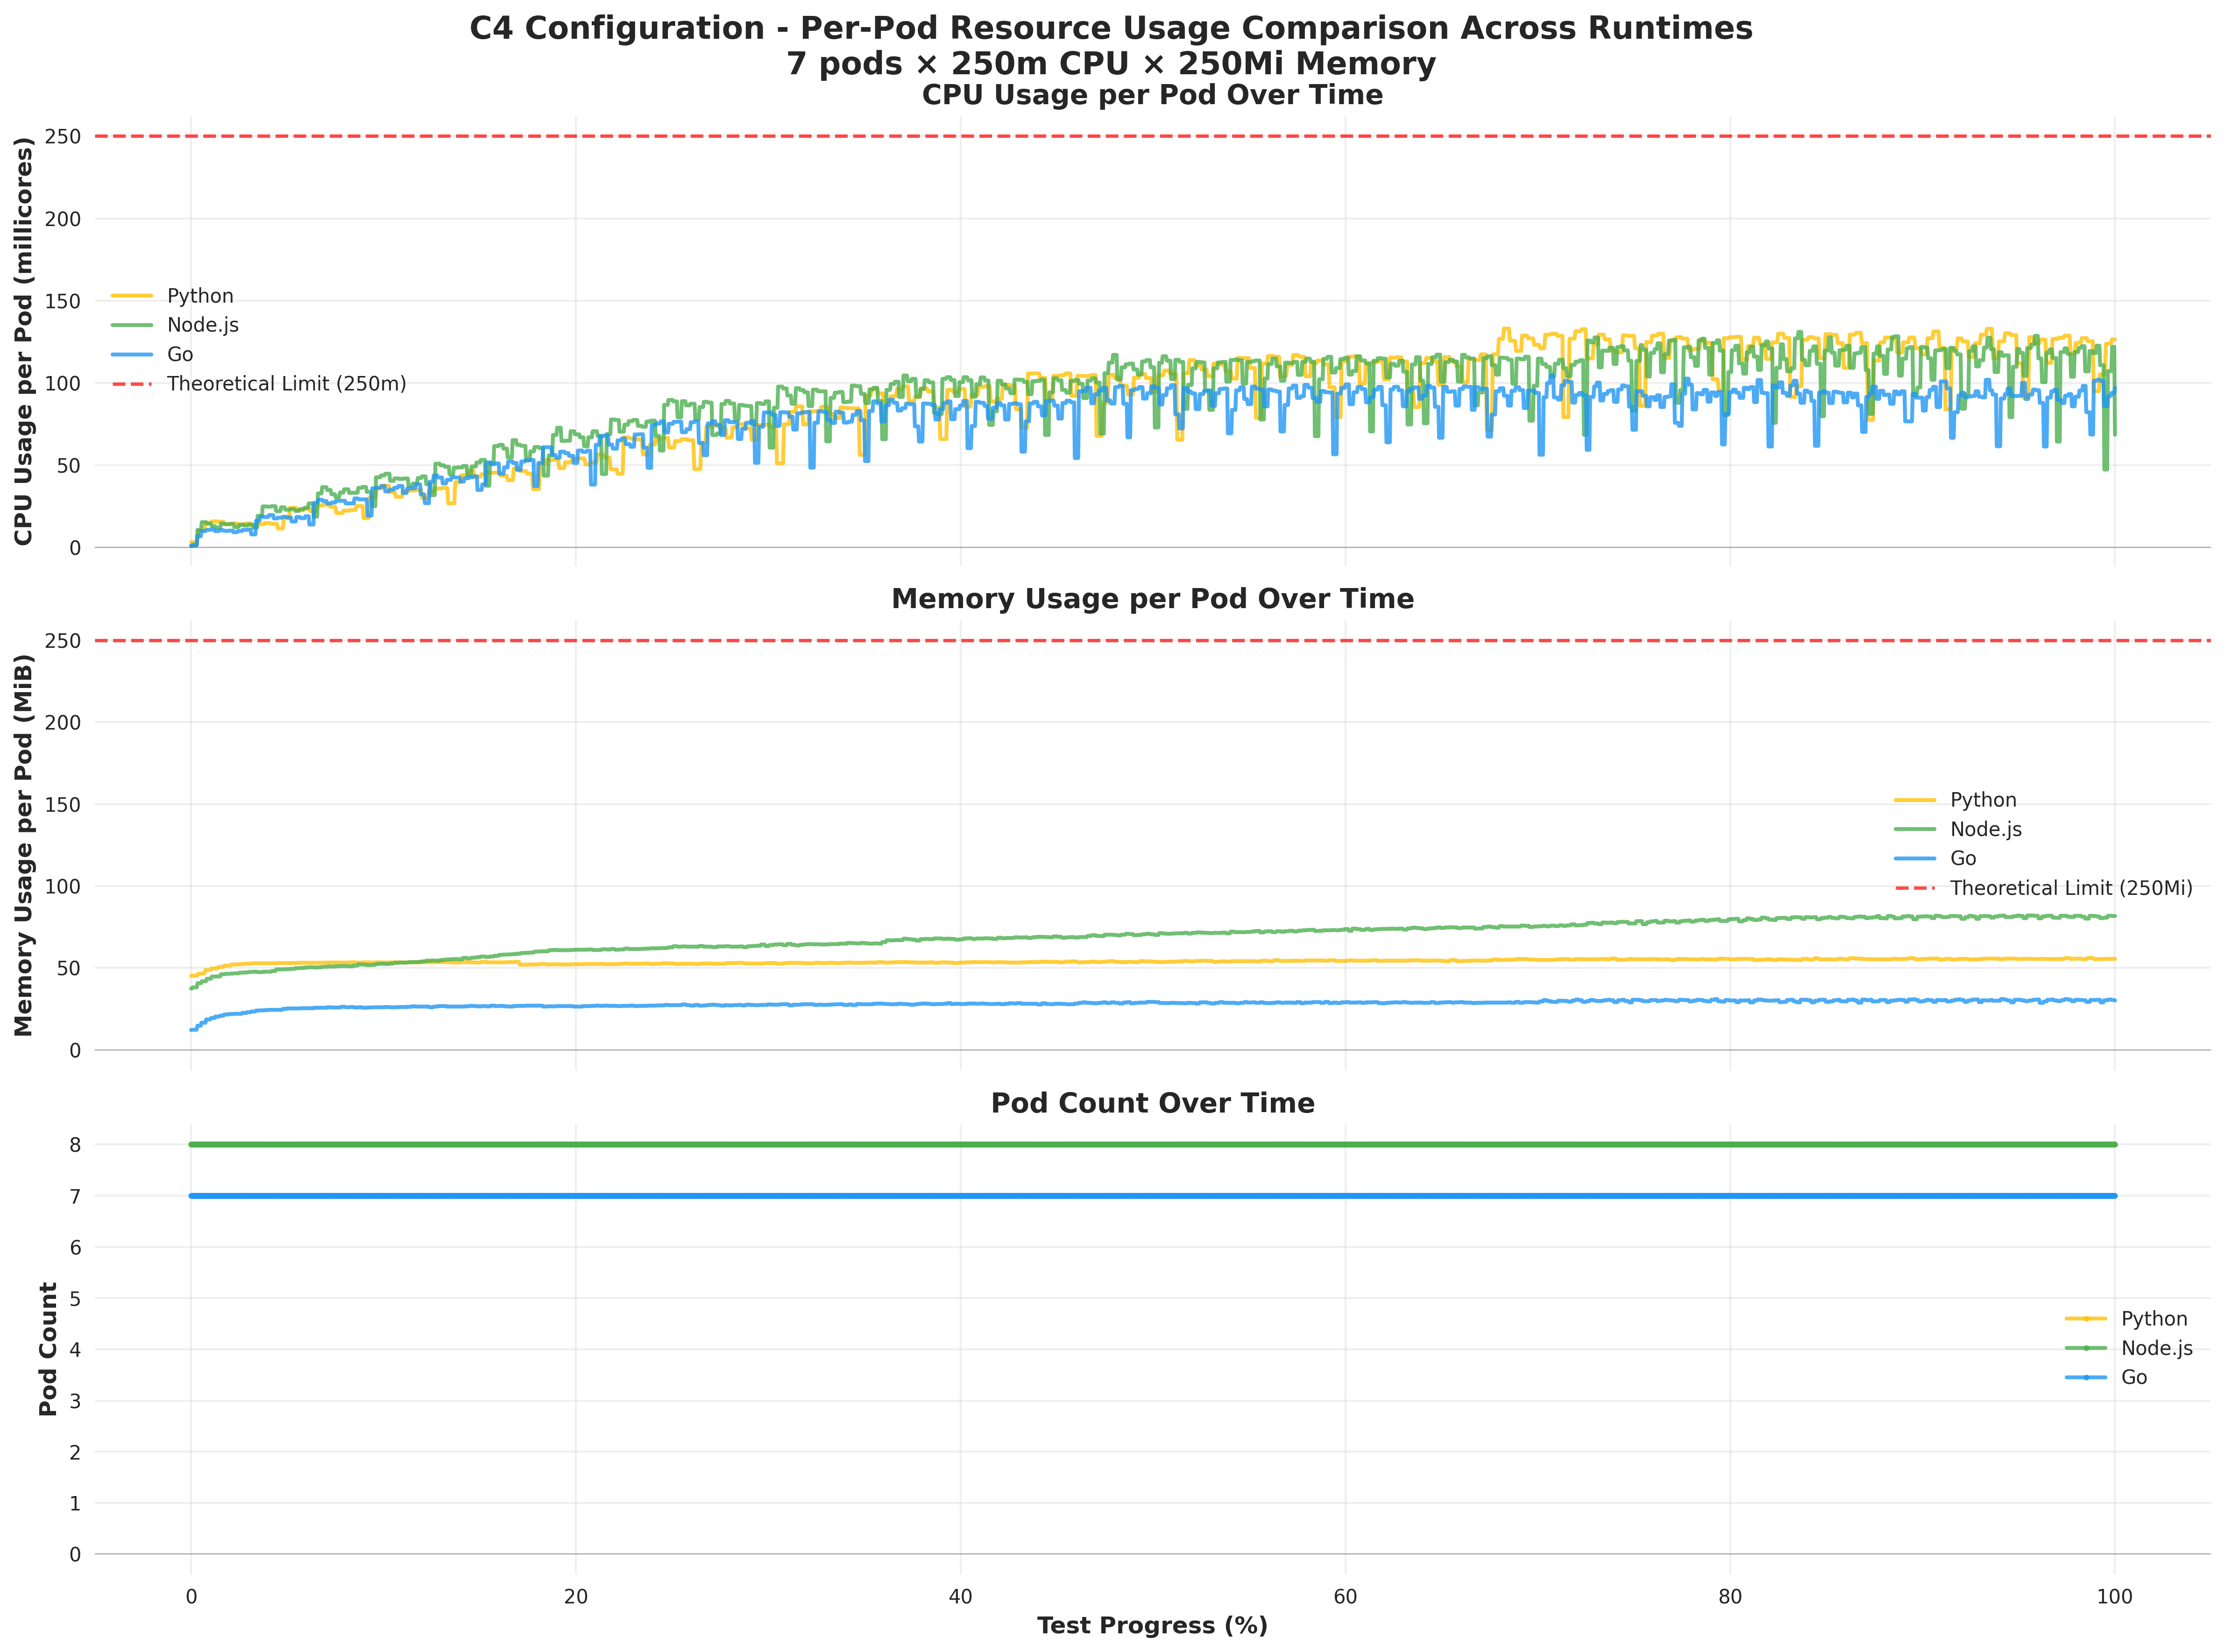 C4 Configuration - Per-Pod Resource Usage Comparison Across Runtimes
7 pods × 250m CPU × 250Mi Memory
CPU Usage per Pod Over Time
CPU Usage per Pod (millicores)
250
200
150
100
50
0
Python
Node.js
Go
Theoretical Limit (250m)
Memory Usage per Pod Over Time
Memory Usage per Pod (MiB)
250
200
150
100
50
0
Python
Node.js
Go
Theoretical Limit (250Mi)
Pod Count Over Time
Pod Count
8
7
6
5
4
3
2
1
0
Python
Node.js
Go
0
20
40
60
80
100
Test Progress (%)